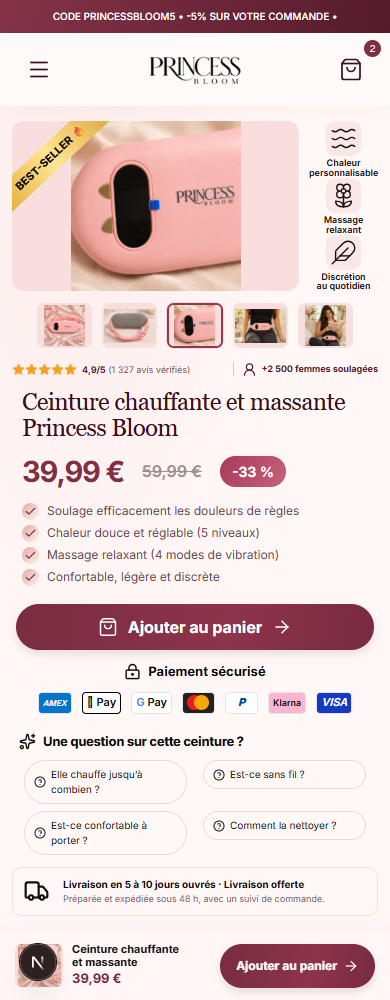 CODE PRINCESSBLOOM5 • -5% SUR VOTRE COMMANDE •
PRINCESS
BLOOM
2
BEST-SELLER
PRINCESS
BLOOM
Chaleur
personnalisable
Massage
relaxant
Discrétion
au quotidien
4,9/5 (1 327 avis vérifiés)
+2 500 femmes soulagées
Ceinture chauffante et massante
Princess Bloom
39,99 € 59,99 € -33 %
Soulage efficacement les douleurs de règles
Chaleur douce et réglable (5 niveaux)
Massage relaxant (4 modes de vibration)
Confortable, légère et discrète
Ajouter au panier
Paiement sécurisé
AMEX Pay G Pay P Klarna VISA
Une question sur cette ceinture ?
Elle chauffe jusqu'à
combien ?
Est-ce sans fil ?
Est-ce confortable à
porter ?
Comment la nettoyer ?
Livraison en 5 à 10 jours ouvrés · Livraison offerte
Préparée et expédiée sous 48 h, avec un suivi de commande.
N
Ceinture chauffante
et massante
39,99 €
Ajouter au panier